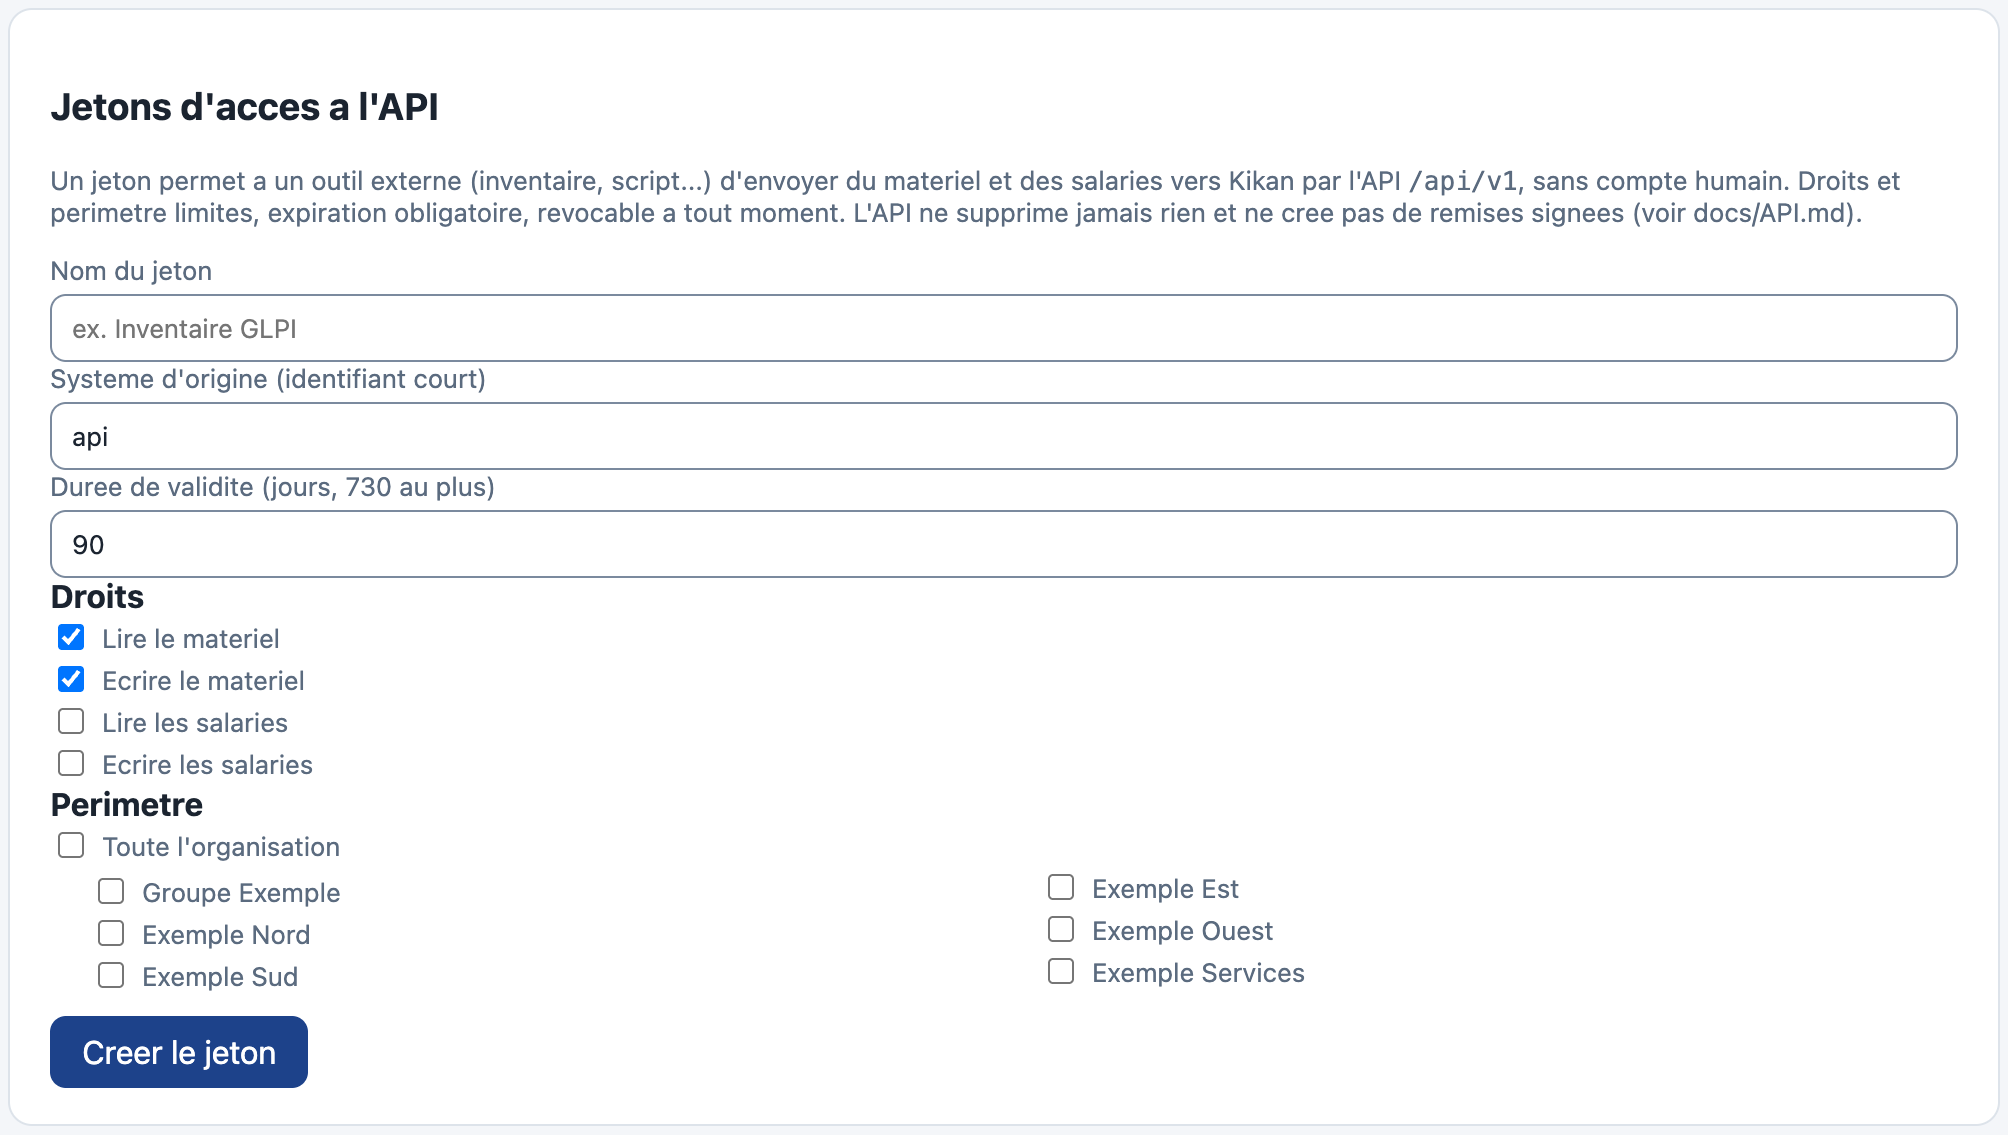 Jetons d'acces a l'API
Un jeton permet a un outil externe (inventaire, script...) d'envoyer du materiel et des salaries vers Kikan par l'API /api/v1, sans compte humain. Droits et
perimetre limites, expiration obligatoire, revocable a tout moment. L'API ne supprime jamais rien et ne cree pas de remises signees (voir docs/API.md).
Nom du jeton
ex. Inventaire GLPI
Systeme d'origine (identifiant court)
api
Duree de validite (jours, 730 au plus)
90
Droits
Lire le materiel
Ecrire le materiel
Lire les salaries
Ecrire les salaries
Perimetre
Toute l'organisation
Groupe Exemple
Exemple Nord
Exemple Sud
Exemple Est
Exemple Ouest
Exemple Services
Creer le jeton